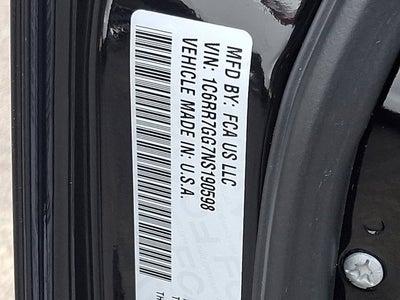 MFD BY: FCA US LLC
VIN: 1C6RR7GG7NS190598
VEHICLE MADE IN: U.S.A.